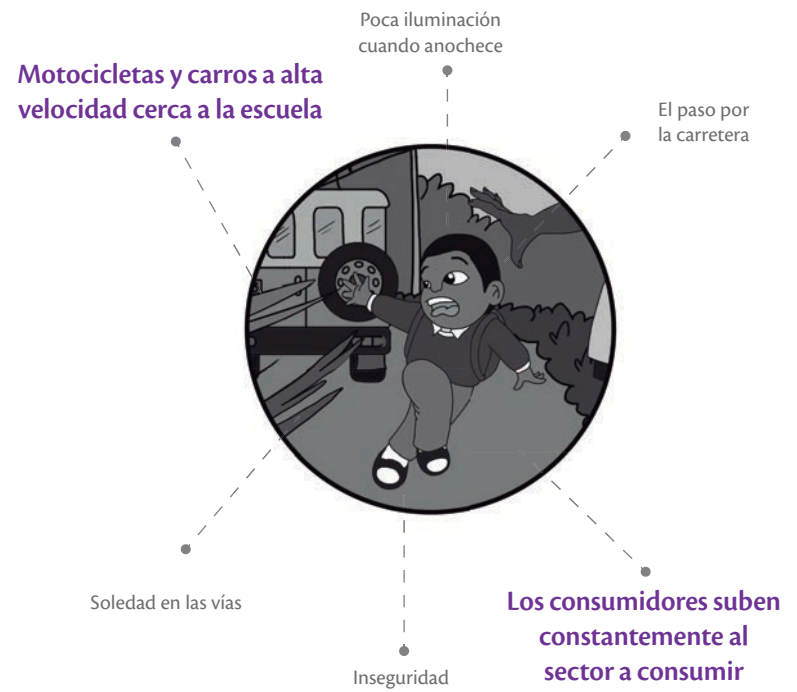 Poca iluminación
cuando anochece
Motocicletas y carros a alta
velocidad cerca a la escuela
El paso por
la carretera
Soledad en las vías
Los consumidores suben
constantemente al
sector a consumir
Inseguridad